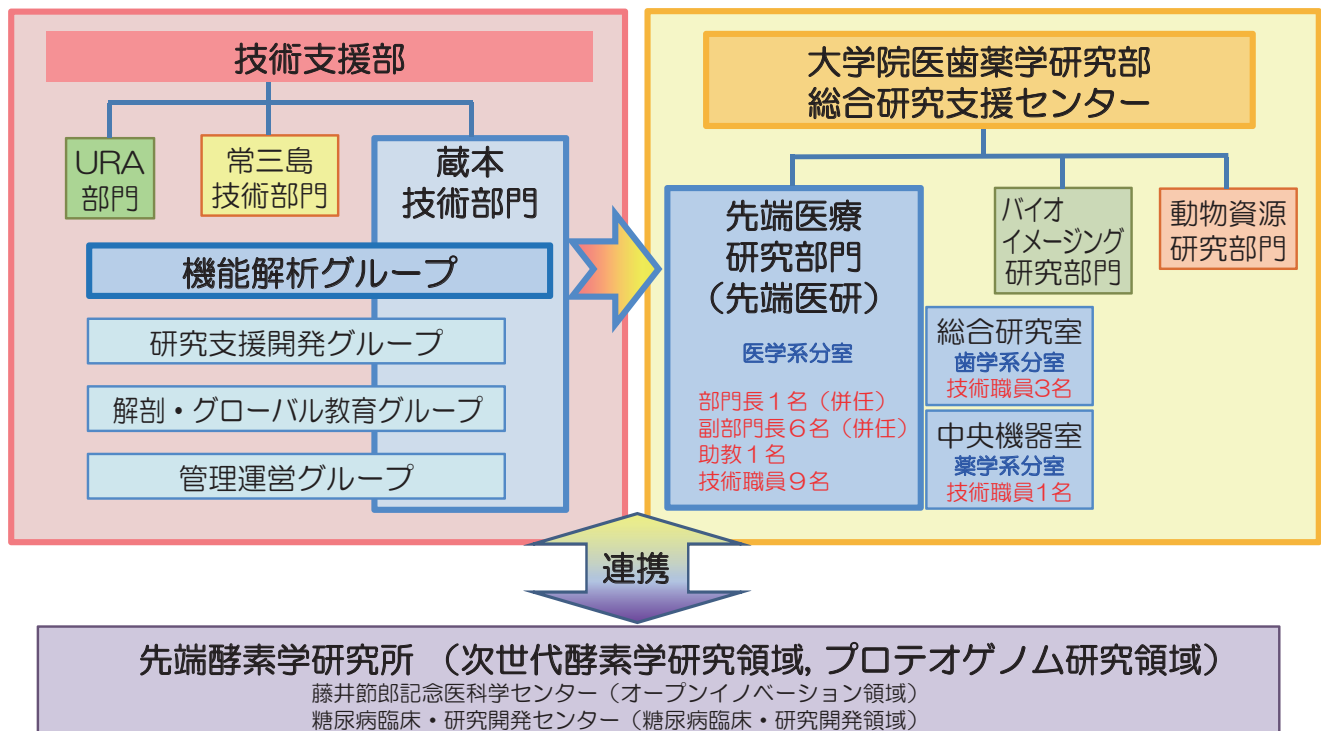 技術支援部
URA
部門
常三島
技術部門
蔵本
技術部門
機能解析グループ
研究支援開発グループ
解剖・グローバル教育グループ
管理運営グループ
大学院医歯薬学研究部
総合研究支援センター
先端医療
研究部門
（先端医研）
医学系分室
部門長１名（併任）
副部門長６名（併任）
助教１名
技術職員９名
バイオ
イメージング
研究部門
動物資源
研究部門
総合研究室
歯学系分室
技術職員3名
中央機器室
薬学系分室
技術職員1名
連携
先端酵素学研究所 （次世代酵素学研究領域, プロテオゲノム研究領域）
藤井節郎記念医科学センター（オープンイノベーション領域）
糖尿病臨床・研究開発センター（糖尿病臨床・研究開発領域）